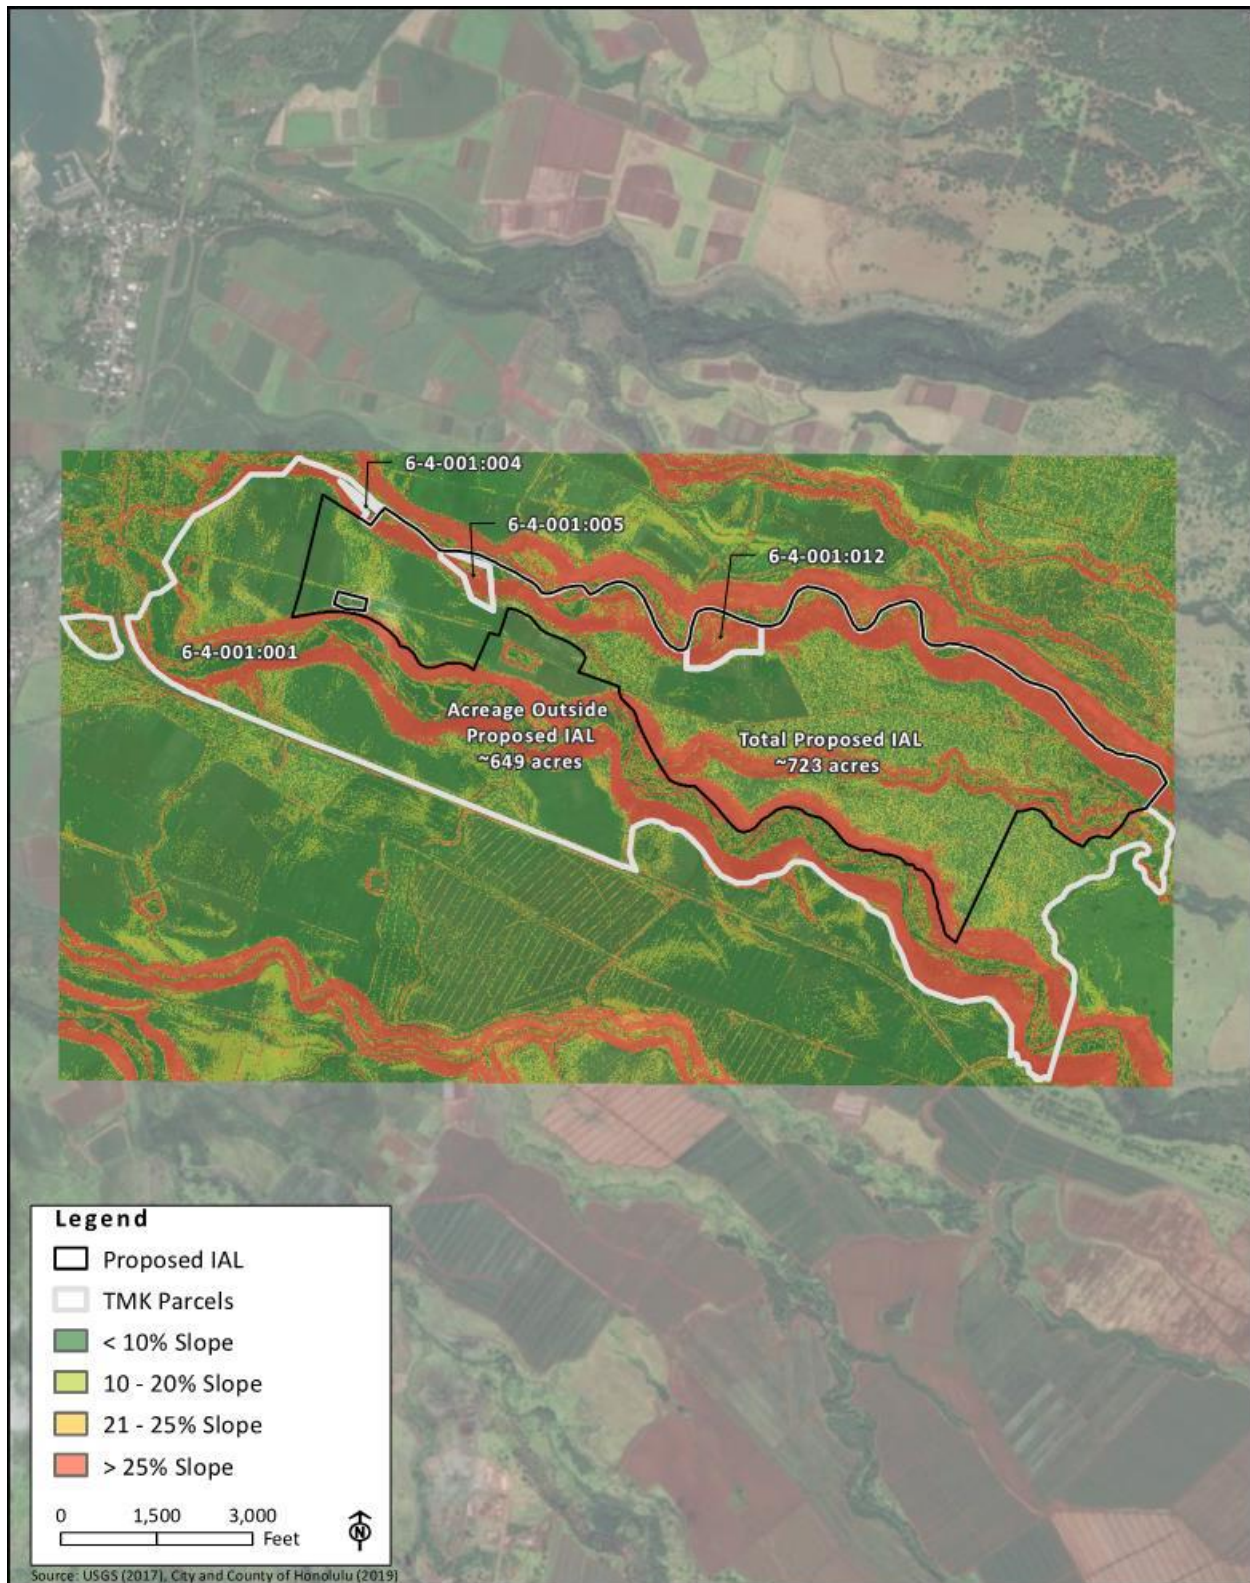 6-4-001:004
6-4-001:005
6-4-001:012
6-4-001:001
Acreage Outside
Proposed IAL
~649 acres
Total Proposed IAL
~723 acres
Legend
Proposed IAL
TMK Parcels
< 10% Slope
10 - 20% Slope
21 - 25% Slope
> 25% Slope
0 1,500 3,000
Feet
N
Source: USGS (2017), City and County of Honolulu (2019)